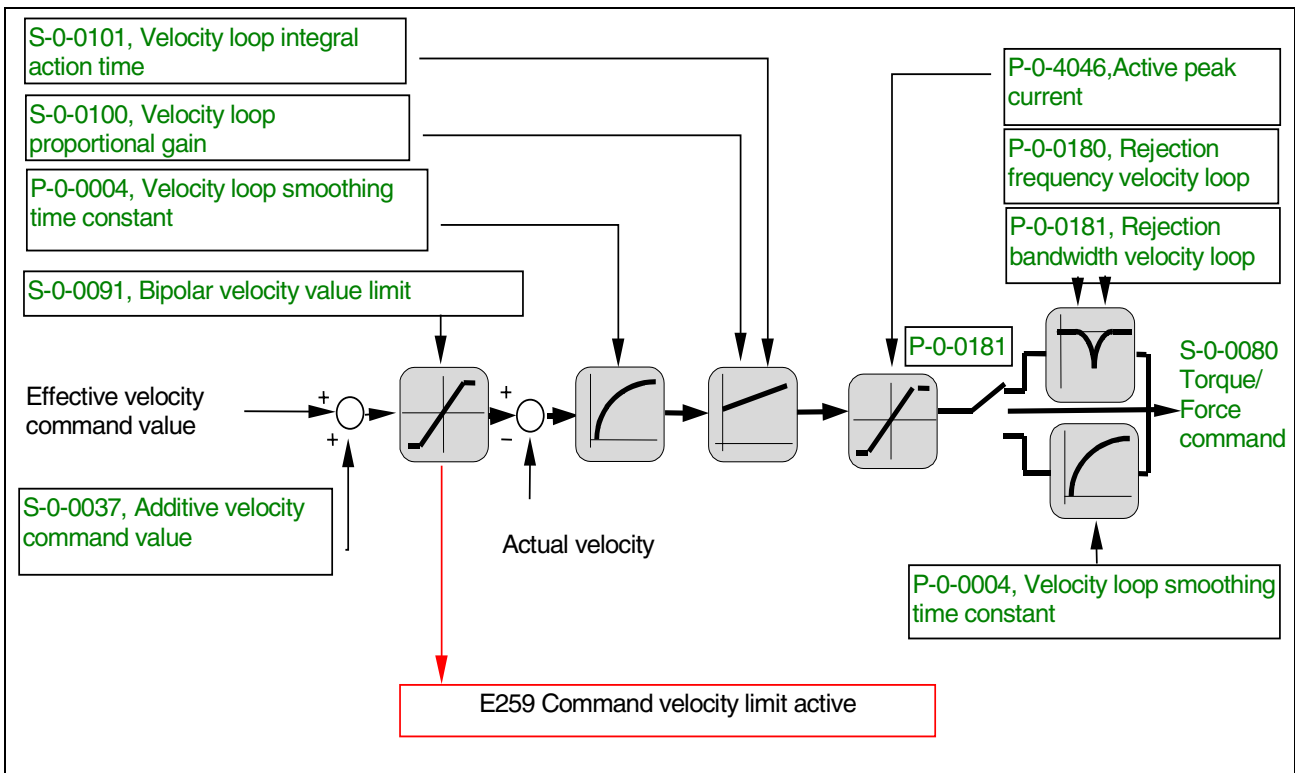 S-0-0101, Velocity loop integral
action time
S-0-0100, Velocity loop
proportional gain
P-0-0004, Velocity loop smoothing
time constant
S-0-0091, Bipolar velocity value limit
P-0-4046,Active peak
current
P-0-0180, Rejection
frequency velocity loop
P-0-0181, Rejection
bandwidth velocity loop
P-0-0181
S-0-0080
Torque/
Force
command
Effective velocity
command value
+
+
+
−
S-0-0037, Additive velocity
command value
Actual velocity
P-0-0004, Velocity loop smoothing
time constant
E259 Command velocity limit active